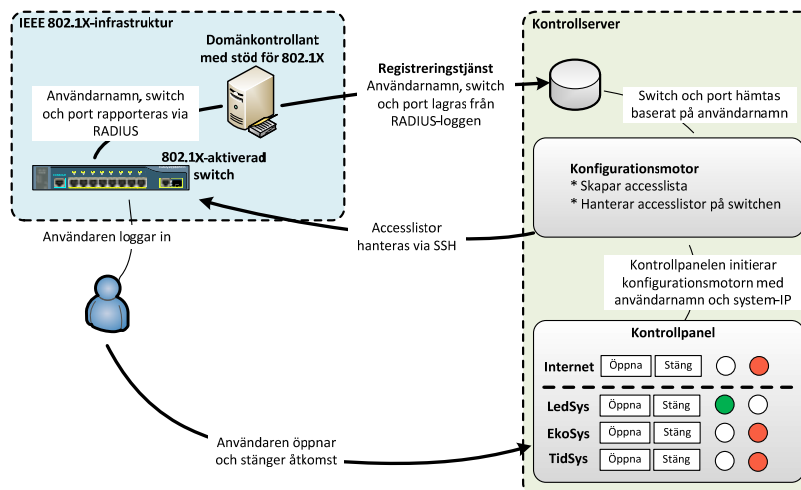 IEEE 802.1X-infrastruktur
Domänkontrollant
med stöd för 802.1X
Användarnamn, switch
och port rapporteras via
RADIUS
802.1X-aktiverad
switch
Registreringstjänst
Användarnamn, switch
och port lagras från
RADIUS-loggen
Kontrollserver
Switch och port hämtas
baserat på användarnamn
Konfigurationsmotor
* Skapar accesslista
* Hanterar accesslistor på switchen
Accesslistor
hanteras via SSH
Användaren loggar in
Kontrollpanelen initierar
konfigurationsmotorn med
användarnamn och system-IP
Kontrollpanel
Internet Öppna Stäng
LedSys Öppna Stäng
EkoSys Öppna Stäng
TidSys Öppna Stäng
Användaren öppnar
och stänger åtkomst